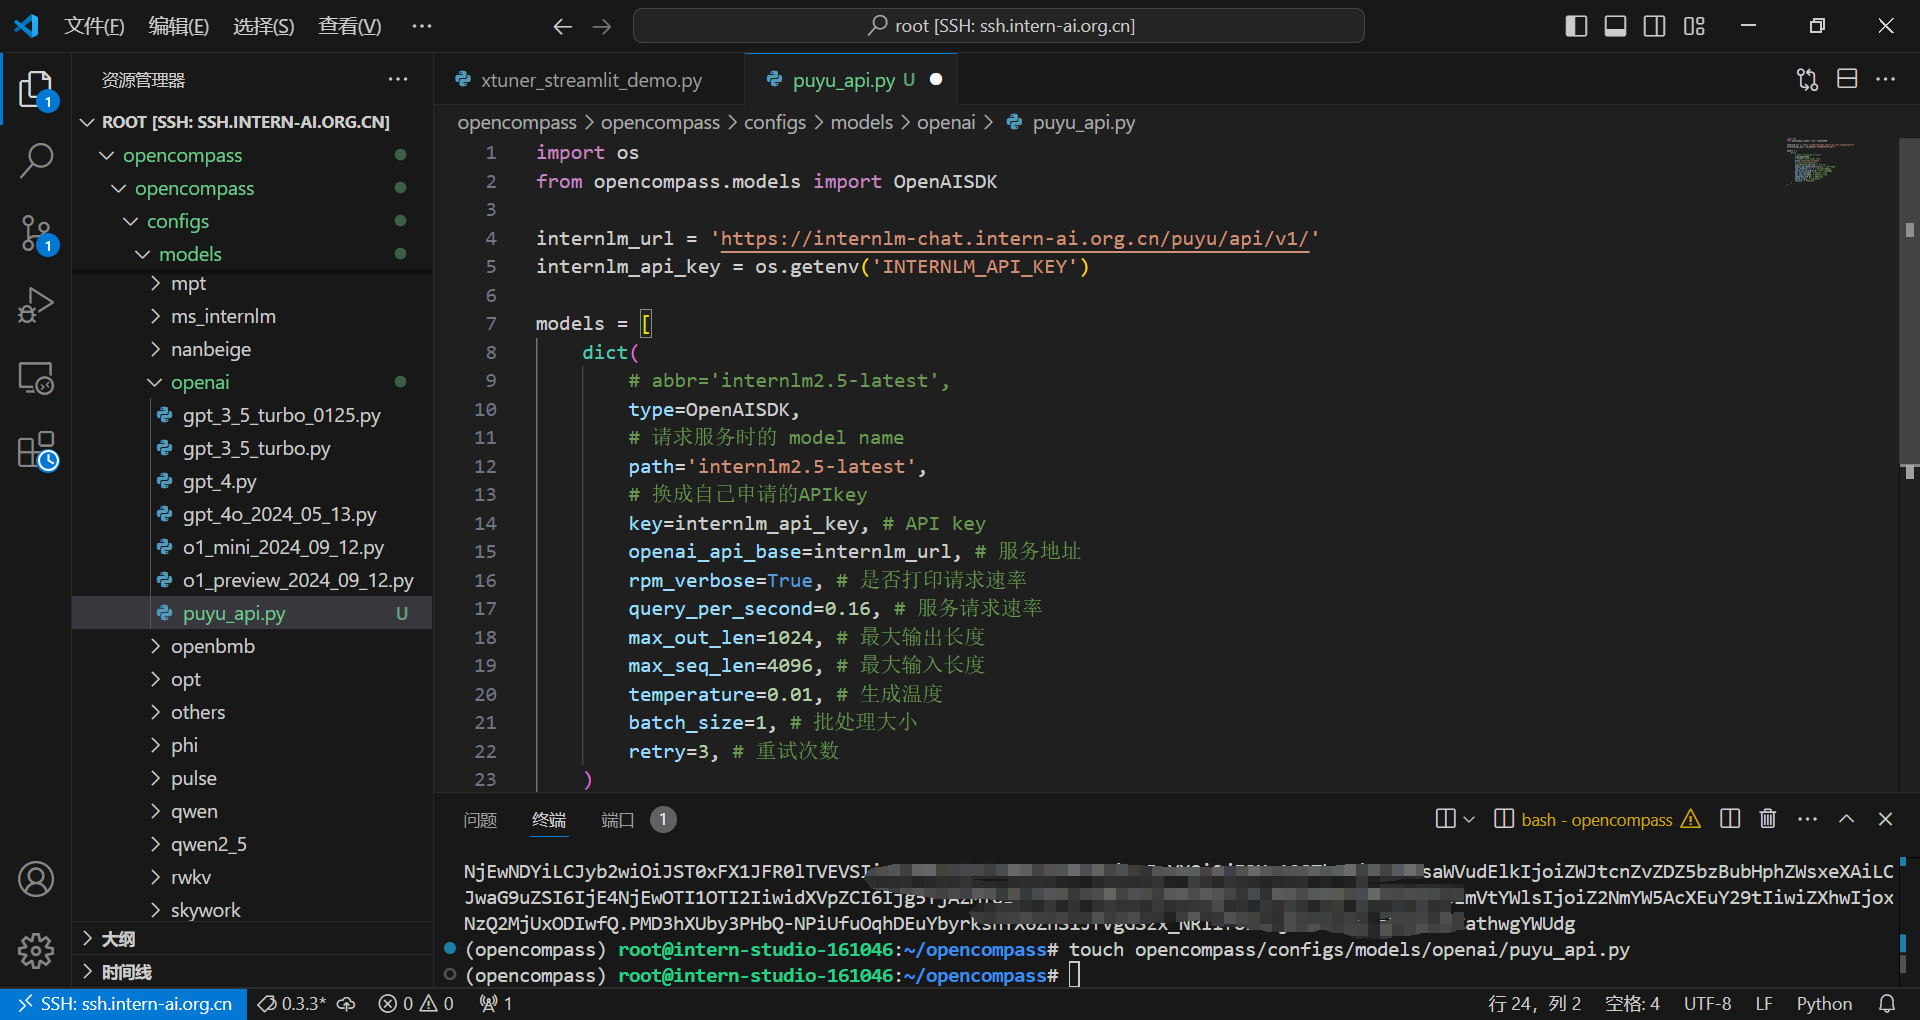 文件(F) 编辑(E) 选择(S) 查看(V) ··· root [SSH: ssh.intern-ai.org.cn]
资源管理器
ROOT [SSH: SSH.INTERN-AI.ORG.CN]
opencompass
opencompass
configs
models
mpt
ms_internlm
nanbeige
openai
gpt_3_5_turbo_0125.py
gpt_3_5_turbo.py
gpt_4.py
gpt_4o_2024_05_13.py
o1_mini_2024_09_12.py
o1_preview_2024_09_12.py
puyu_api.py U
openbmb
opt
others
phi
pulse
qwen
qwen2_5
rwkv
skywork
大纲
时间线
1
1
xtuner_streamlit_demo.py puyu_api.py U
opencompass > opencompass > configs > models > openai > puyu_api.py
1 import os
2 from opencompass.models import OpenAISDK
3
4 internlm_url = 'https://internlm-chat.intern-ai.org.cn/puyu/api/v1/'
5 internlm_api_key = os.getenv('INTERNLM_API_KEY')
6
7 models = [
8 dict(
9 # abbr='internlm2.5-latest',
10 type=OpenAISDK,
11 # 请求服务时的 model name
12 path='internlm2.5-latest',
13 # 换成自己申请的APIkey
14 key=internlm_api_key, # API key
15 openai_api_base=internlm_url, # 服务地址
16 rpm_verbose=True, # 是否打印请求速率
17 query_per_second=0.16, # 服务请求速率
18 max_out_len=1024, # 最大输出长度
19 max_seq_len=4096, # 最大输入长度
20 temperature=0.01, # 生成温度
21 batch_size=1, # 批处理大小
22 retry=3, # 重试次数
23 )
问题 终端 端口 1 bash - opencompass
(opencompass) root@intern-studio-161046:~/opencompass# touch opencompass/configs/models/openai/puyu_api.py
(opencompass) root@intern-studio-161046:~/opencompass#
SSH: ssh.intern-ai.org.cn 0.3.3* 0 0 1 行 24, 列 2 空格: 4 UTF-8 LF Python